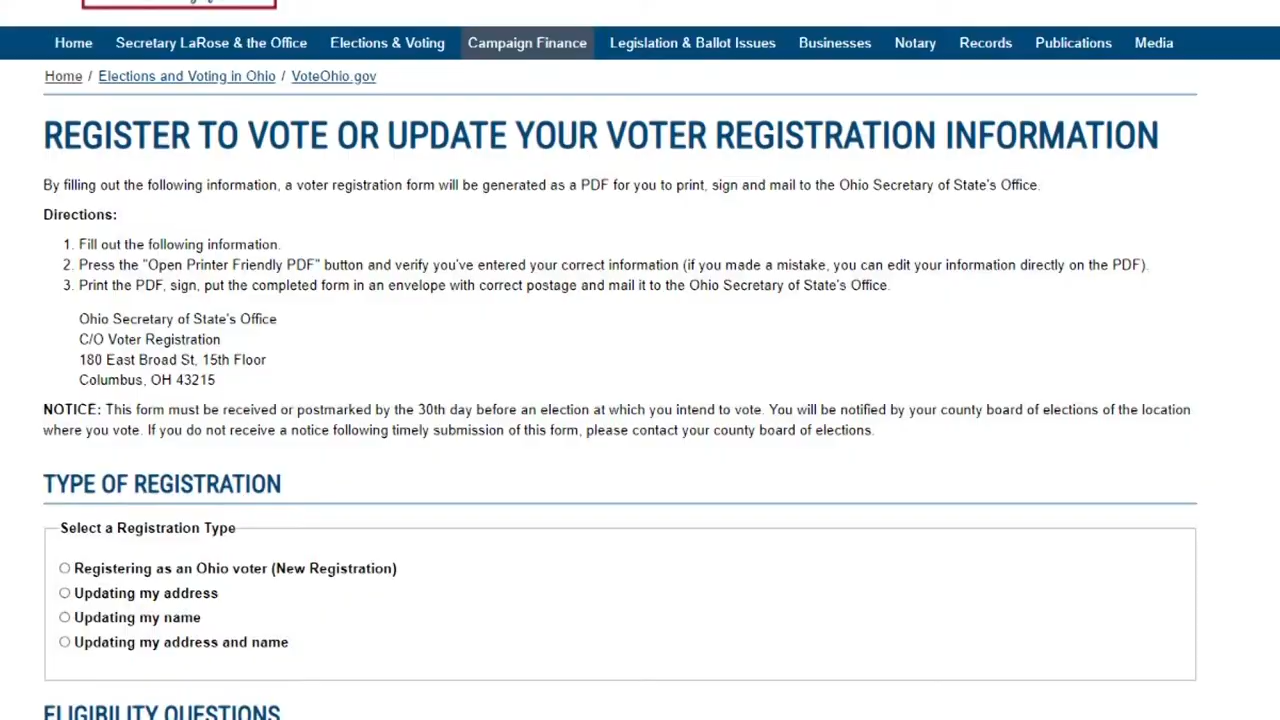 Home Secretary LaRose & the Office Elections & Voting Campaign Finance Legislation & Ballot Issues Businesses Notary Records Publications Media
Home / Elections and Voting in Ohio / VoteOhio.gov
REGISTER TO VOTE OR UPDATE YOUR VOTER REGISTRATION INFORMATION
By filling out the following information, a voter registration form will be generated as a PDF for you to print, sign and mail to the Ohio Secretary of State's Office.
Directions:
1. Fill out the following information.
2. Press the "Open Printer Friendly PDF" button and verify you've entered your correct information (if you made a mistake, you can edit your information directly on the PDF).
3. Print the PDF, sign, put the completed form in an envelope with correct postage and mail it to the Ohio Secretary of State's Office.
Ohio Secretary of State's Office
C/O Voter Registration
180 East Broad St, 15th Floor
Columbus, OH 43215
NOTICE: This form must be received or postmarked by the 30th day before an election at which you intend to vote. You will be notified by your county board of elections of the location
where you vote. If you do not receive a notice following timely submission of this form, please contact your county board of elections.
TYPE OF REGISTRATION
Select a Registration Type
Registering as an Ohio voter (New Registration)
Updating my address
Updating my name
Updating my address and name
ELIGIBILITY QUESTIONS